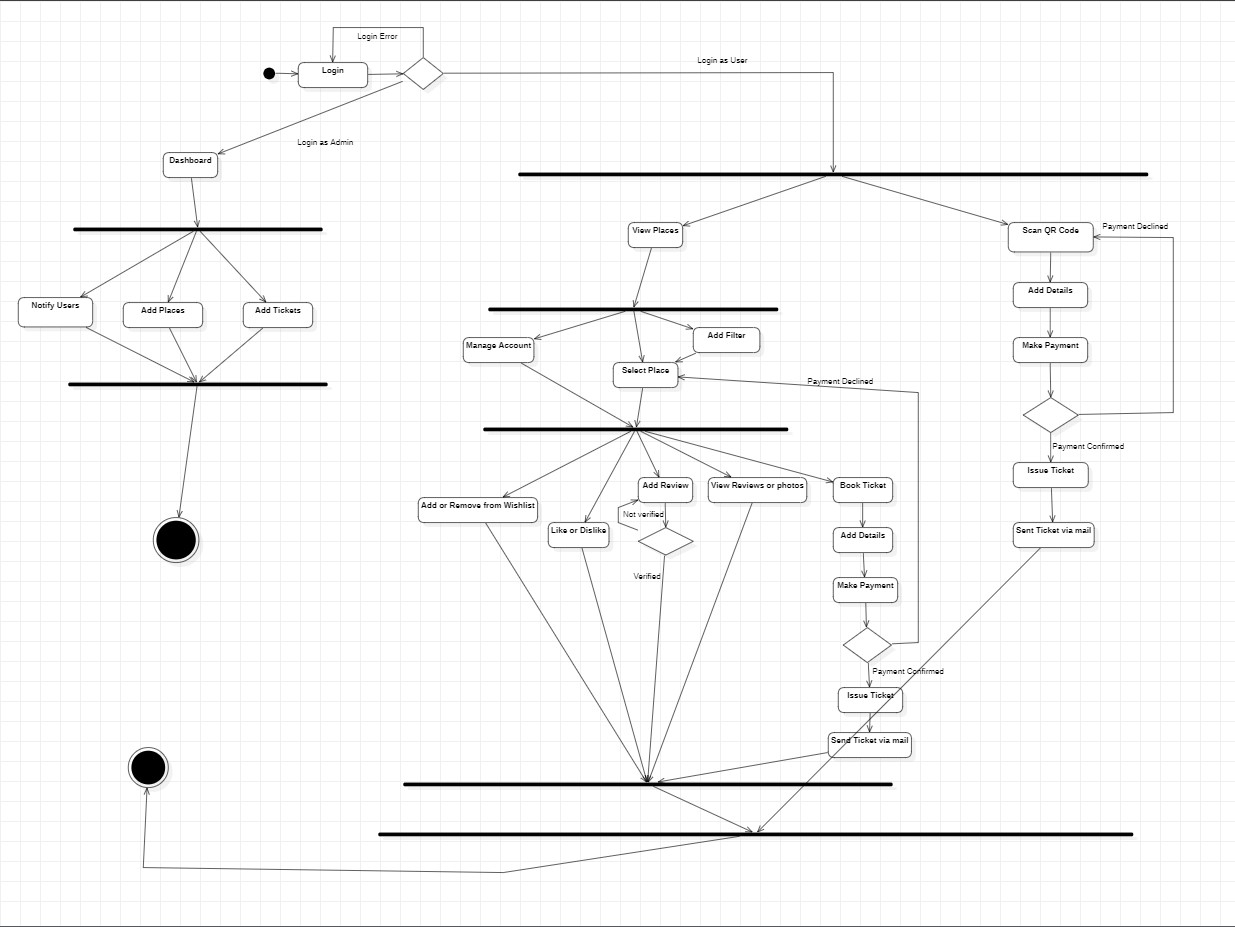 Login Error
Login
Login as User
Login as Admin
Dashboard
View Places
Scan QR Code
Payment Declined
Add Details
Notify Users
Add Places
Add Tickets
Add Filter
Manage Account
Make Payment
Select Place
Payment Declined
Payment Confirmed
Issue Ticket
Add Review
View Reviews or photos
Book Ticket
Add or Remove from Wishlist
Not verified
Like or Dislike
Sent Ticket via mail
Add Details
Verified
Make Payment
Payment Confirmed
Issue Ticket
Send Ticket via mail